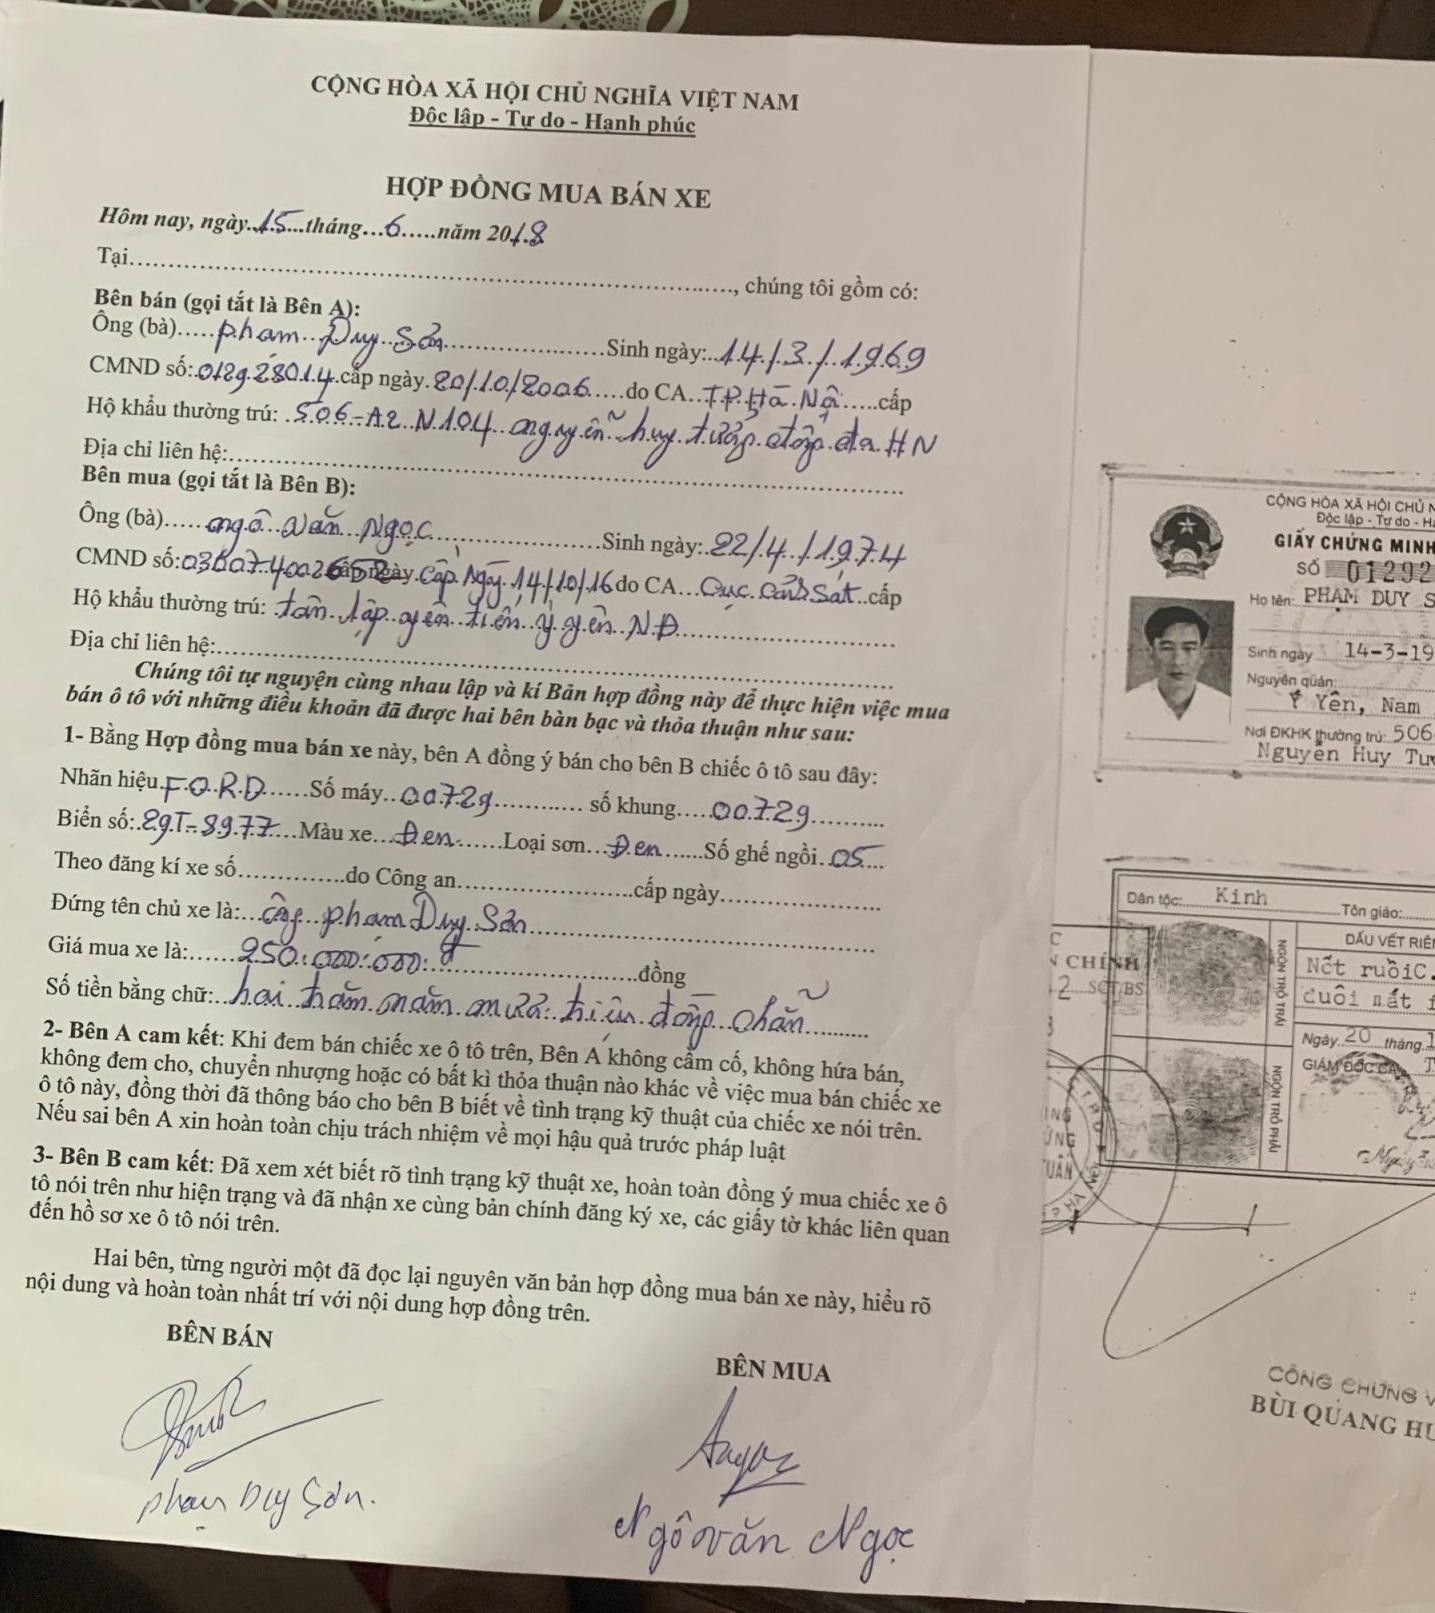 CỘNG HÒA XÃ HỘI CHỦ NGHĨA VIỆT NAM
Độc lập - Tự do - Hạnh phúc
HỢP ĐỒNG MUA BÁN XE
Hôm nay, ngày..15...tháng...6.....năm 2018
Tại..............................................................................., chúng tôi gồm có:
Bên bán (gọi tắt là Bên A):
Ông (bà).....phạm Duy Sơn.....................Sinh ngày:..14/3/1969
CMND số:012928014.cấp ngày.20/10/2006.....do CA..TP.Hà Nội.....cấp
Hộ khẩu thường trú: .506-A2 N104 nguyễn huy tưởng đống đa HN
Địa chỉ liên hệ:..........................................................................................
Bên mua (gọi tắt là Bên B):
Ông (bà).....ngô văn Ngọc......................Sinh ngày:.22/4/1974
CMND số: cấp ngày Cấp Ngày 14/10/16 do CA...Cục Cảnh Sát..cấp
Hộ khẩu thường trú: tân lập yên tiến ý yên NĐ............................
Địa chỉ liên hệ:..........................................................................................
Chúng tôi tự nguyện cùng nhau lập và kí Bản hợp đồng này để thực hiện việc mua
bán ô tô với những điều khoản đã được hai bên bàn bạc và thỏa thuận như sau:
1- Bằng Hợp đồng mua bán xe này, bên A đồng ý bán cho bên B chiếc ô tô sau đây:
Nhãn hiệu.FORD......Số máy..00729............ số khung.....00729..........
Biển số:.29T-8977....Màu xe...Đen.......Loại sơn...Đen......Số ghế ngồi..05....
Theo đăng kí xe số..............do Công an.......................cấp ngày.....................
Đứng tên chủ xe là:...ông phạm Duy Sơn.............................................
Giá mua xe là:......250.000.000đ.........................đồng
Số tiền bằng chữ:..hai trăm năm mươi triệu đồng chẵn.........
2- Bên A cam kết: Khi đem bán chiếc xe ô tô trên, Bên A không cầm cố, không hứa bán,
không đem cho, chuyển nhượng hoặc có bất kì thỏa thuận nào khác về việc mua bán chiếc xe
ô tô này, đồng thời đã thông báo cho bên B biết về tình trạng kỹ thuật của chiếc xe nói trên.
Nếu sai bên A xin hoàn toàn chịu trách nhiệm về mọi hậu quả trước pháp luật
3- Bên B cam kết: Đã xem xét biết rõ tình trạng kỹ thuật xe, hoàn toàn đồng ý mua chiếc xe ô
tô nói trên như hiện trạng và đã nhận xe cùng bản chính đăng ký xe, các giấy tờ khác liên quan
đến hồ sơ xe ô tô nói trên.
Hai bên, từng người một đã đọc lại nguyên văn bản hợp đồng mua bán xe này, hiểu rõ
nội dung và hoàn toàn nhất trí với nội dung hợp đồng trên.
BÊN BÁN
BÊN MUA
phạm Duy Sơn.
Ngô văn Ngọc
CỘNG HÒA XÃ HỘI CHỦ N
Độc lập - Tự do - H
GIẤY CHỨNG MINH
SỐ 01292
Họ tên: PHẠM DUY S
Sinh ngày 14-3-19
Nguyên quán:
Ý Yên, Nam
Nơi ĐKHK thường trú: 506
Nguyễn Huy Tư
Dân tộc: Kinh Tôn giáo:
DẤU VẾT RIÊ
Nốt ruồi C.
đuôi mắt
NGÓN TRỎ TRÁI
Ngày 20 tháng 1
GIÁM ĐỐC CA
NGÓN TRỎ PHẢI
CHÍNH
2 SCT/BS
CÔNG CHỨNG V
BÙI QUANG HƯ